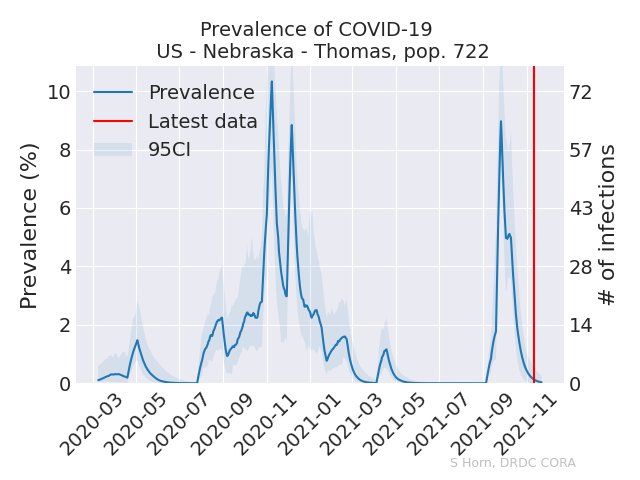 Prevalence of COVID-19
US - Nebraska - Thomas, pop. 722
Prevalence
Latest data
95CI
Prevalence (%)
10
8
6
4
2
0
# of infections
72
57
43
28
14
0
2020-03
2020-05
2020-07
2020-09
2020-11
2021-01
2021-03
2021-05
2021-07
2021-09
2021-11
S Horn, DRDC CORA